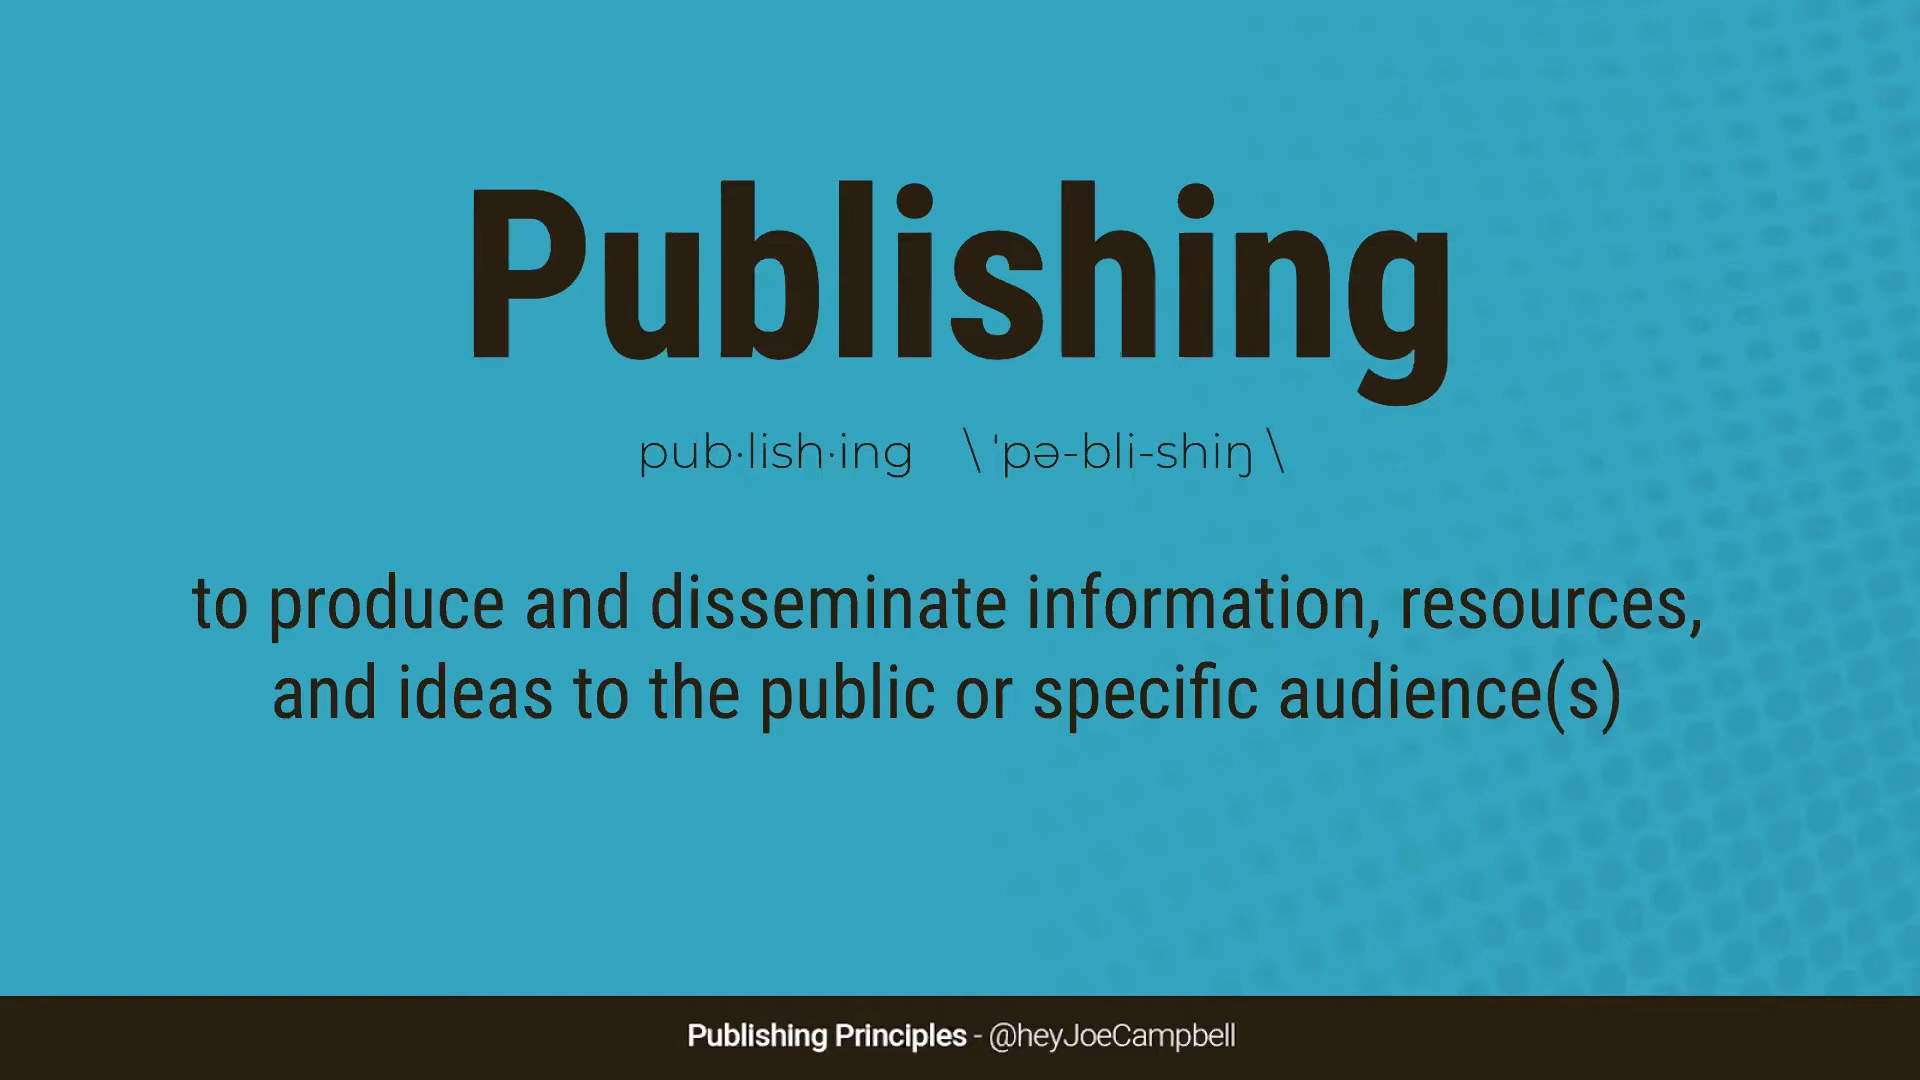 Publishing
pub·lish·ing \ ˈpə-bli-shiŋ \
to produce and disseminate information, resources,
and ideas to the public or specific audience(s)
Publishing Principles - @heyJoeCampbell